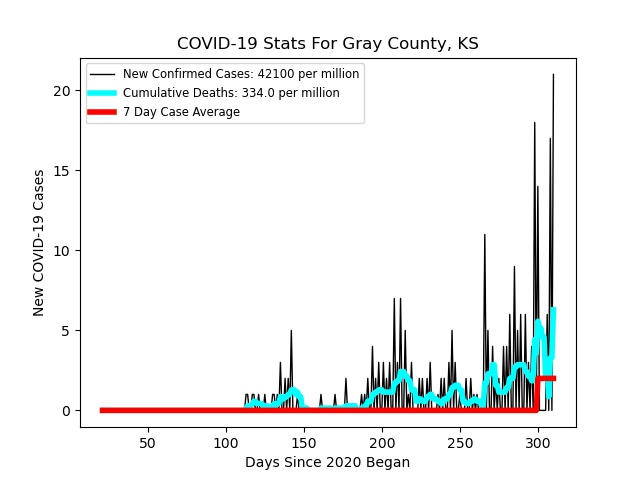 COVID-19 Stats For Gray County, KS
New Confirmed Cases: 42100 per million
Cumulative Deaths: 334.0 per million
7 Day Case Average
New COVID-19 Cases
20
15
10
5
0
50 100 150 200 250 300
Days Since 2020 Began